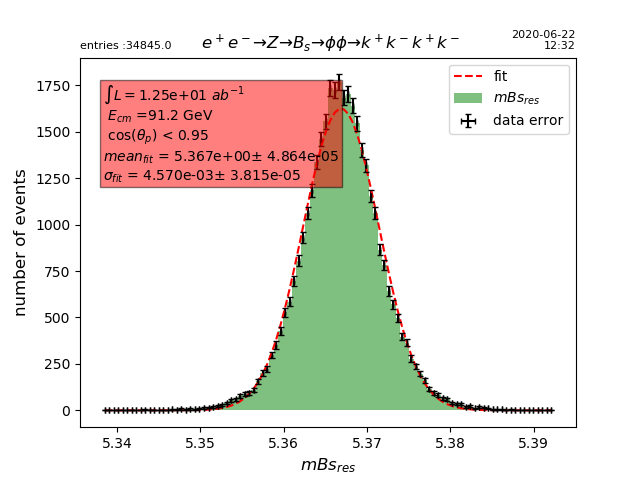 2020-06-22
entries :34845.0 e⁺e⁻→Z→Bₛ→ϕϕ→k⁺k⁻k⁺k⁻ 12:32
∫L = 1.25e+01 ab⁻¹
E_cm =91.2 GeV
cos(θ_p) < 0.95
mean_fit = 5.367e+00± 4.864e-05
σ_fit = 4.570e-03± 3.815e-05
fit
mBs_res
data error
number of events
1750
1500
1250
1000
750
500
250
0
5.34 5.35 5.36 5.37 5.38 5.39
mBs_res